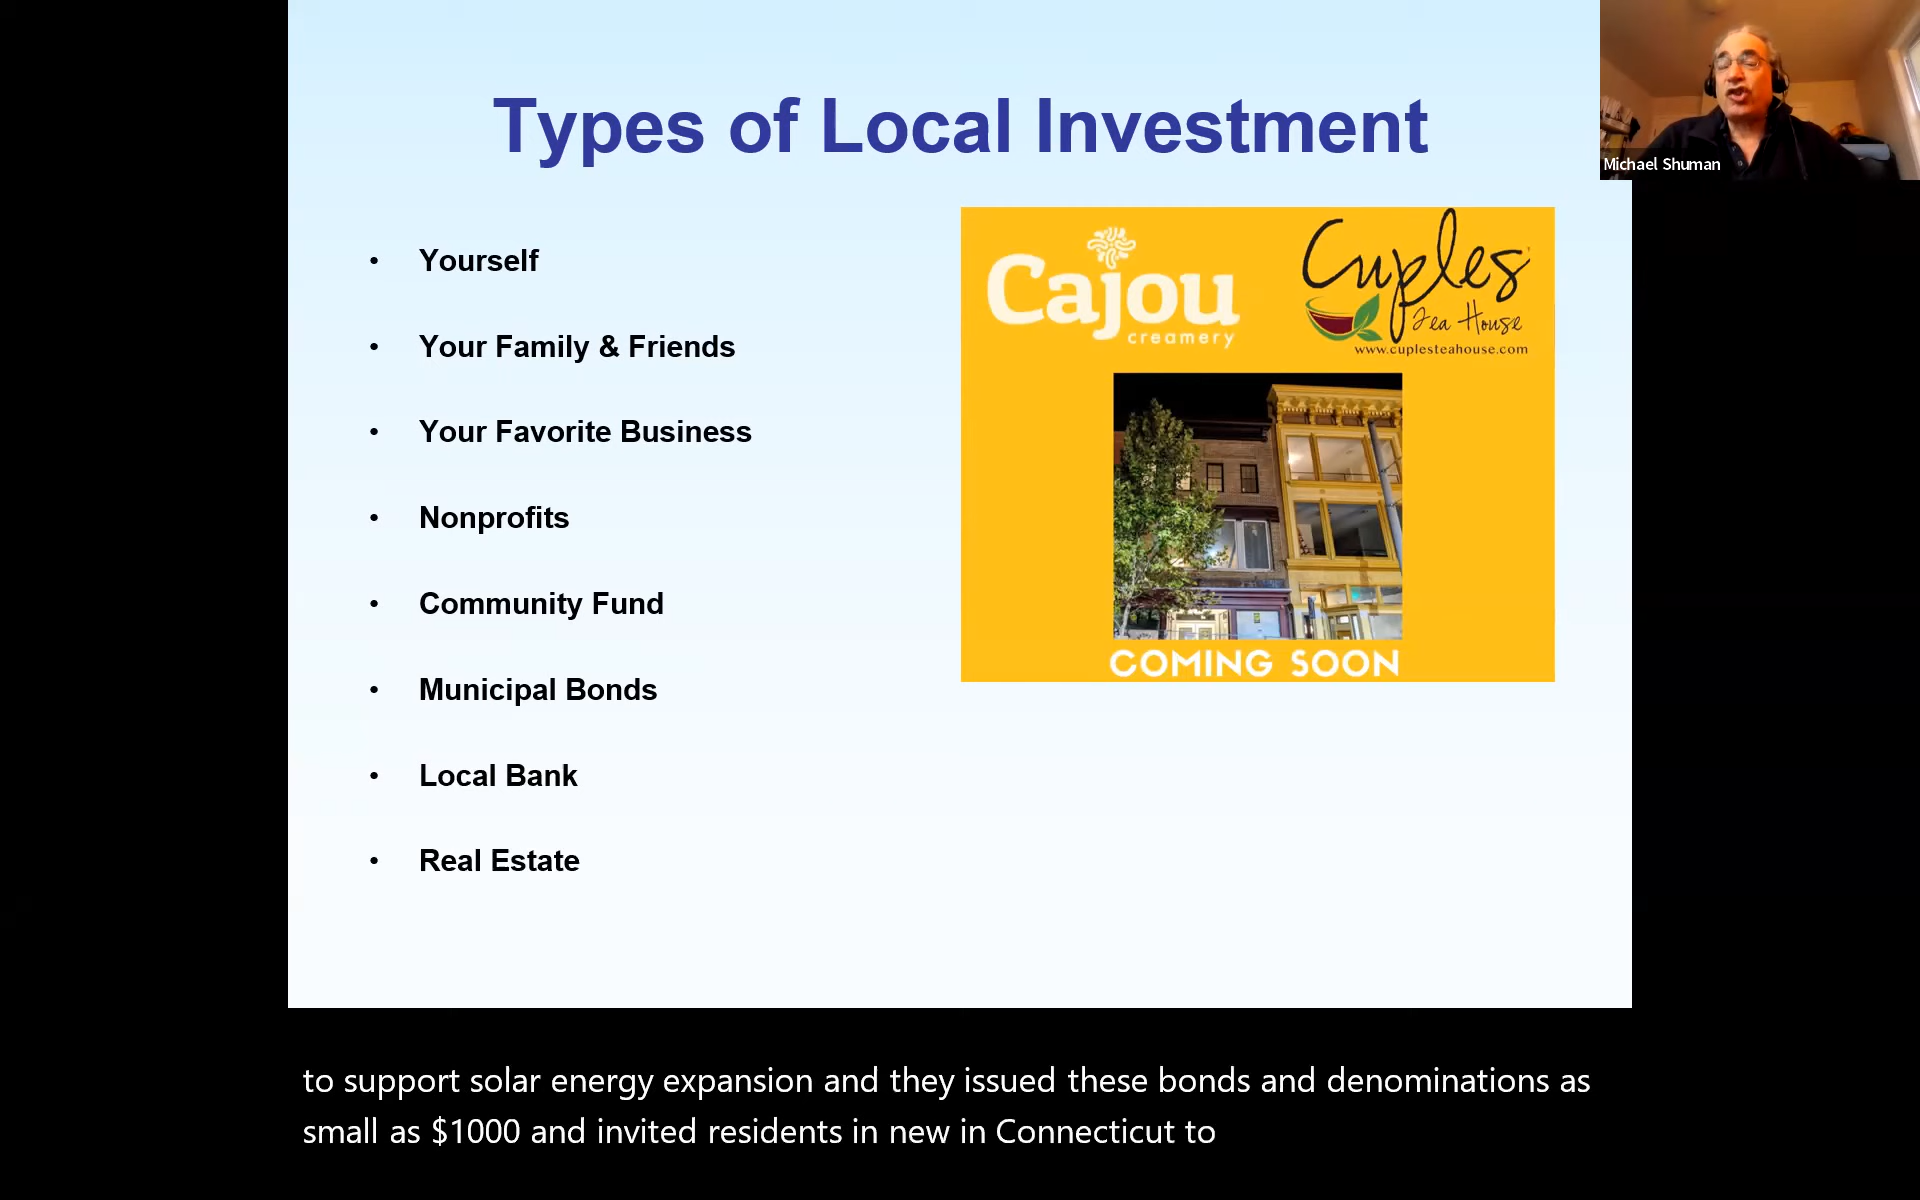 Types of Local Investment
Michael Shuman
• Yourself
• Your Family & Friends
• Your Favorite Business
• Nonprofits
• Community Fund
• Municipal Bonds
• Local Bank
• Real Estate
Cajou
creamery
Cuples
Tea House
www.cuplesteahouse.com
COMING SOON
to support solar energy expansion and they issued these bonds and denominations as
small as $1000 and invited residents in new in Connecticut to